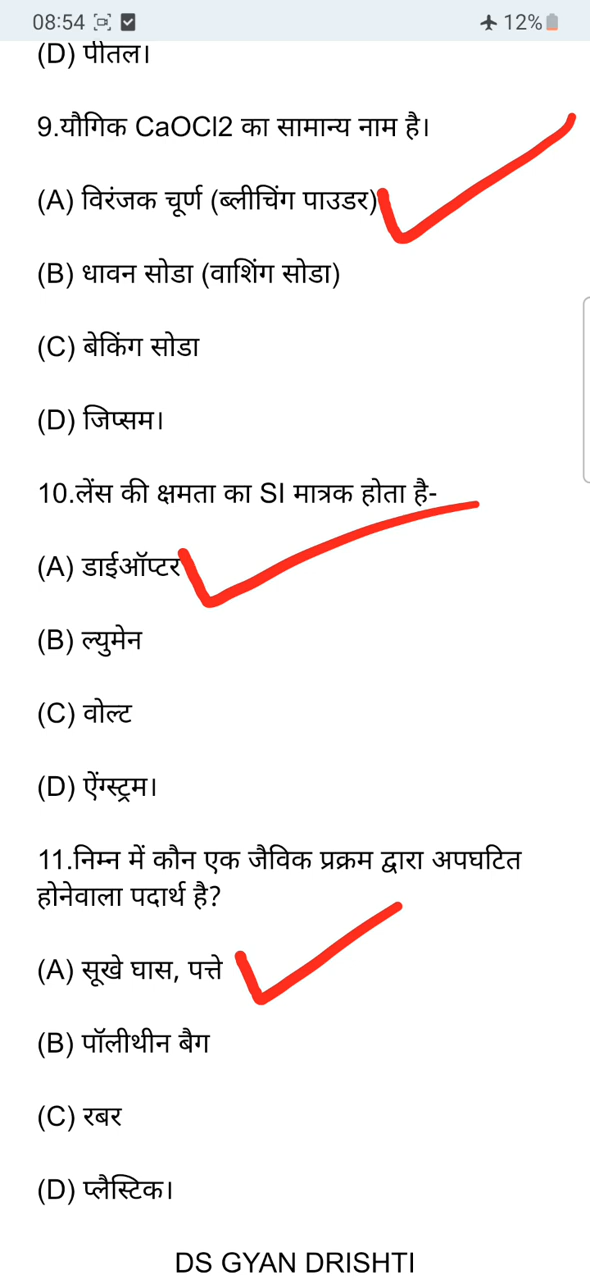 08:54
12%
(D) पीतल।
9.यौगिक CaOCl2 का सामान्य नाम है।
(A) विरंजक चूर्ण (ब्लीचिंग पाउडर)
(B) धावन सोडा (वाशिंग सोडा)
(C) बेकिंग सोडा
(D) जिप्सम।
10.लेंस की क्षमता का SI मात्रक होता है-
(A) डाईऑप्टर
(B) ल्युमेन
(C) वोल्ट
(D) ऐंग्स्ट्रम।
11.निम्न में कौन एक जैविक प्रक्रम द्वारा अपघटित
होनेवाला पदार्थ है?
(A) सूखे घास, पत्ते
(B) पॉलीथीन बैग
(C) रबर
(D) प्लैस्टिक।
DS GYAN DRISHTI